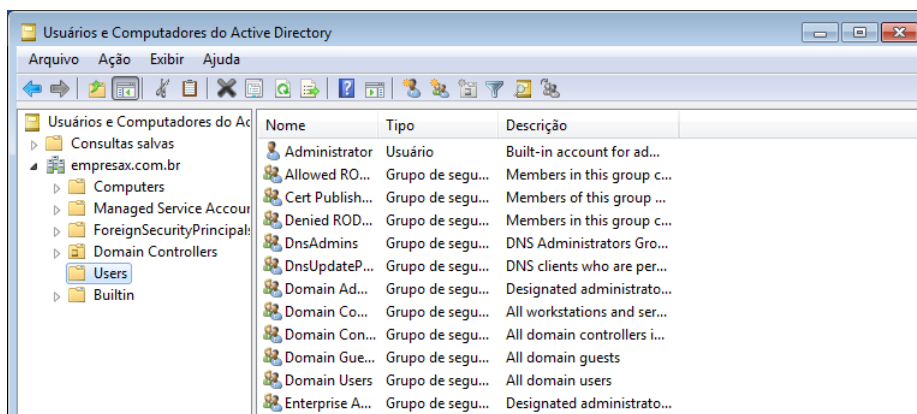 Usuários e Computadores do Active Directory
Arquivo Ação Exibir Ajuda
Usuários e Computadores do Ac
Consultas salvas
empresax.com.br
Computers
Managed Service Accour
ForeignSecurityPrincipals
Domain Controllers
Users
Builtin
Nome Tipo Descrição
Administrator Usuário Built-in account for ad...
Allowed RO... Grupo de segu... Members in this group c...
Cert Publish... Grupo de segu... Members of this group ...
Denied ROD... Grupo de segu... Members in this group c...
DnsAdmins Grupo de segu... DNS Administrators Gro...
DnsUpdateP... Grupo de segu... DNS clients who are per...
Domain Ad... Grupo de segu... Designated administrato...
Domain Co... Grupo de segu... All workstations and ser...
Domain Con... Grupo de segu... All domain controllers i...
Domain Gue... Grupo de segu... All domain guests
Domain Users Grupo de segu... All domain users
Enterprise A... Grupo de segu... Designated administrato...